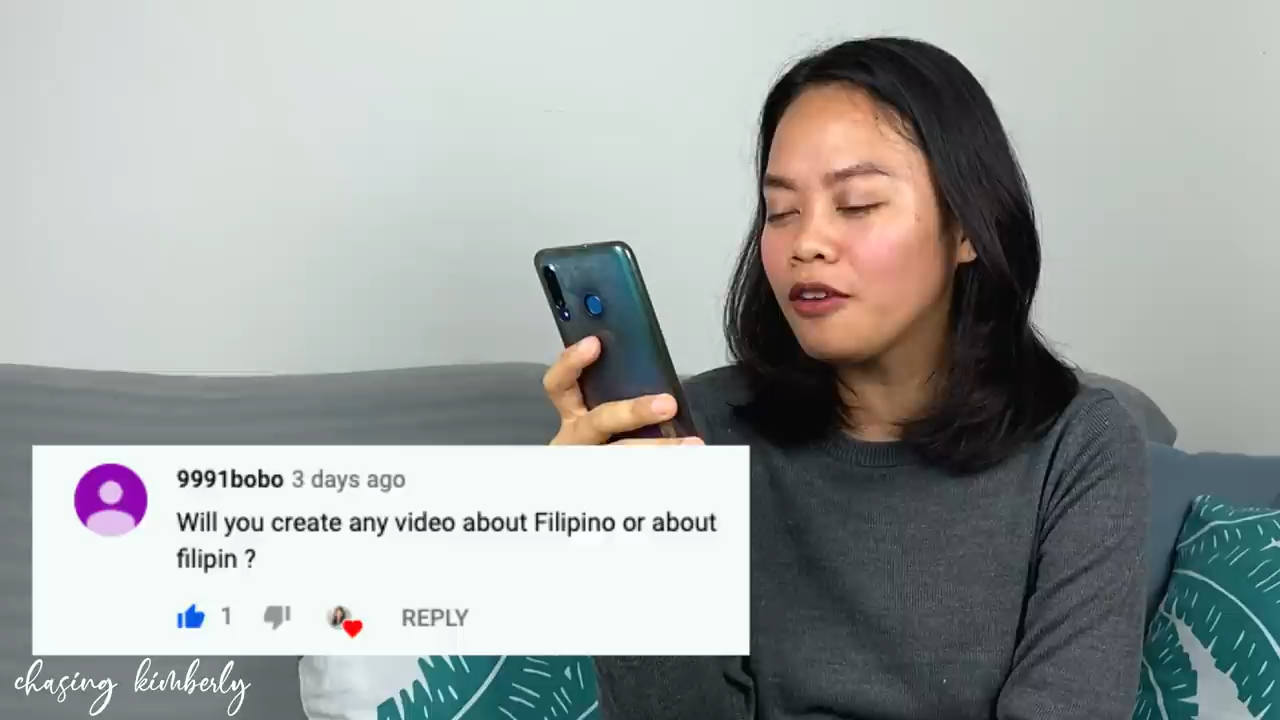 9991bobo 3 days ago
Will you create any video about Filipino or about
filipin ?
1
REPLY
chasing kimberly